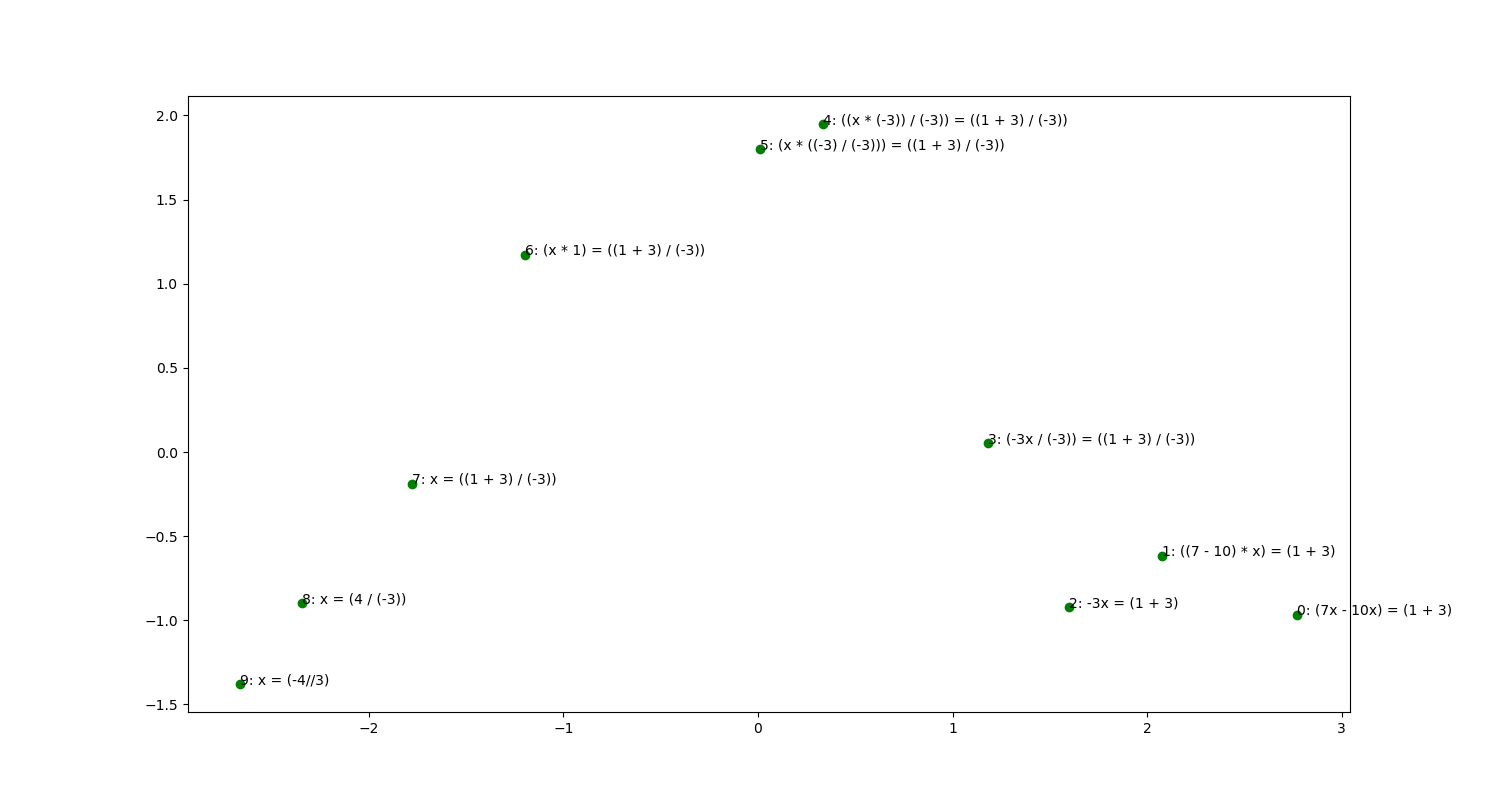 2.0
1.5
1.0
0.5
0.0
−0.5
−1.0
−1.5
4: ((x * (-3)) / (-3)) = ((1 + 3) / (-3))
5: (x * ((-3) / (-3))) = ((1 + 3) / (-3))
6: (x * 1) = ((1 + 3) / (-3))
3: (-3x / (-3)) = ((1 + 3) / (-3))
7: x = ((1 + 3) / (-3))
1: ((7 - 10) * x) = (1 + 3)
8: x = (4 / (-3))
2: -3x = (1 + 3)
0: (7x - 10x) = (1 + 3)
9: x = (-4//3)
−2
−1
0
1
2
3